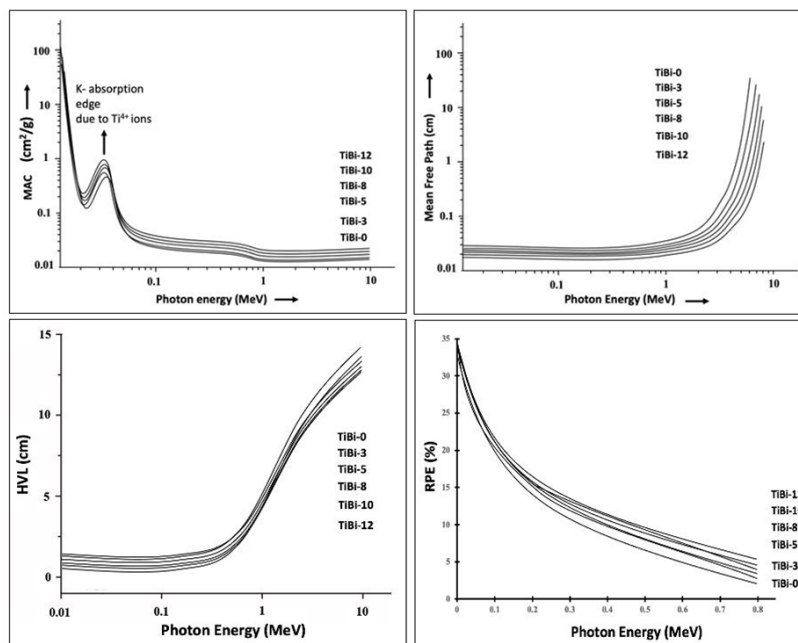 100
10
1
0.1
0.01
MAC (cm²/g)
K- absorption
edge
due to Ti⁴⁺ ions
TiBi-12
TiBi-10
TiBi-8
TiBi-5
TiBi-3
TiBi-0
0.1
1
10
Photon energy (MeV)
100
10
1
0.1
0.01
Mean Free Path (cm)
TiBi-0
TiBi-3
TiBi-5
TiBi-8
TiBi-10
TiBi-12
0.1
1
10
Photon Energy (MeV)
15
10
5
0
HVL (cm)
TiBi-0
TiBi-3
TiBi-5
TiBi-8
TiBi-10
TiBi-12
0.01
0.1
1
10
Photon Energy (MeV)
35
30
25
20
15
10
5
0
RPE (%)
TiBi-1
TiBi-1
TiBi-8
TiBi-5
TiBi-3
TiBi-0
0
0.1
0.2
0.3
0.4
0.5
0.6
0.7
0.8
Photon Energy (MeV)